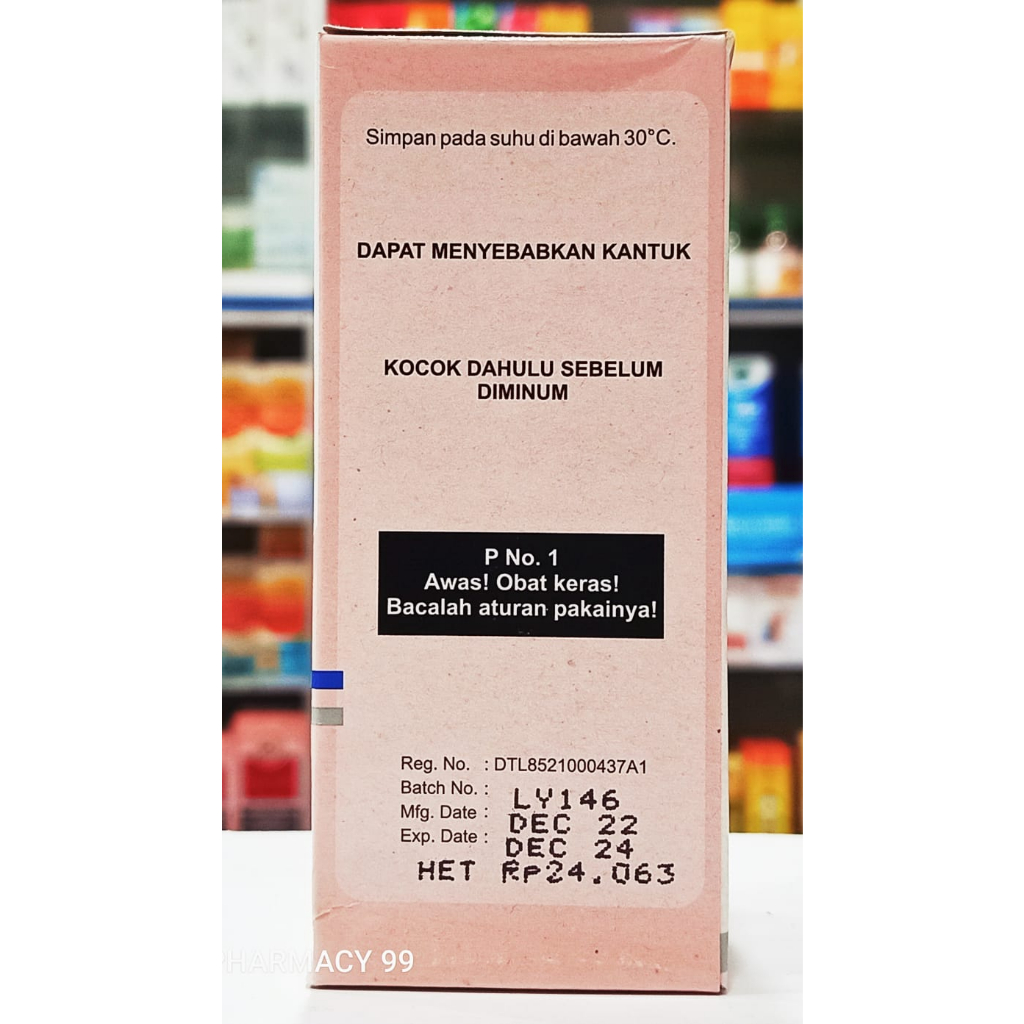 Simpan pada suhu di bawah 30°C.
DAPAT MENYEBABKAN KANTUK
KOCOK DAHULU SEBELUM
DIMINUM
P No. 1
Awas! Obat keras!
Bacalah aturan pakainya!
Reg. No. : DTL8521000437A1
Batch No. : LY146
Mfg. Date : DEC 22
Exp. Date : DEC 24
HET Rp24.063
PHARMACY 99